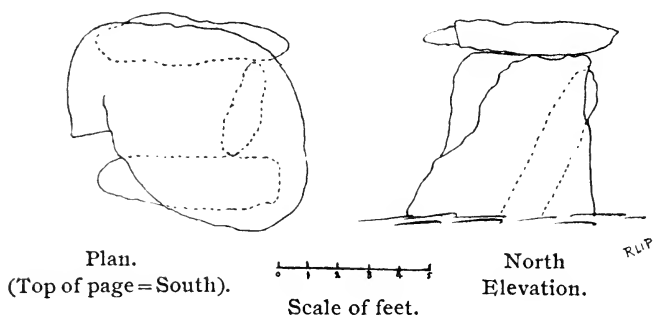 Plan.
(Top of page=South).
0 1 2 3 4 5
Scale of feet.
North
Elevation.
RLIP